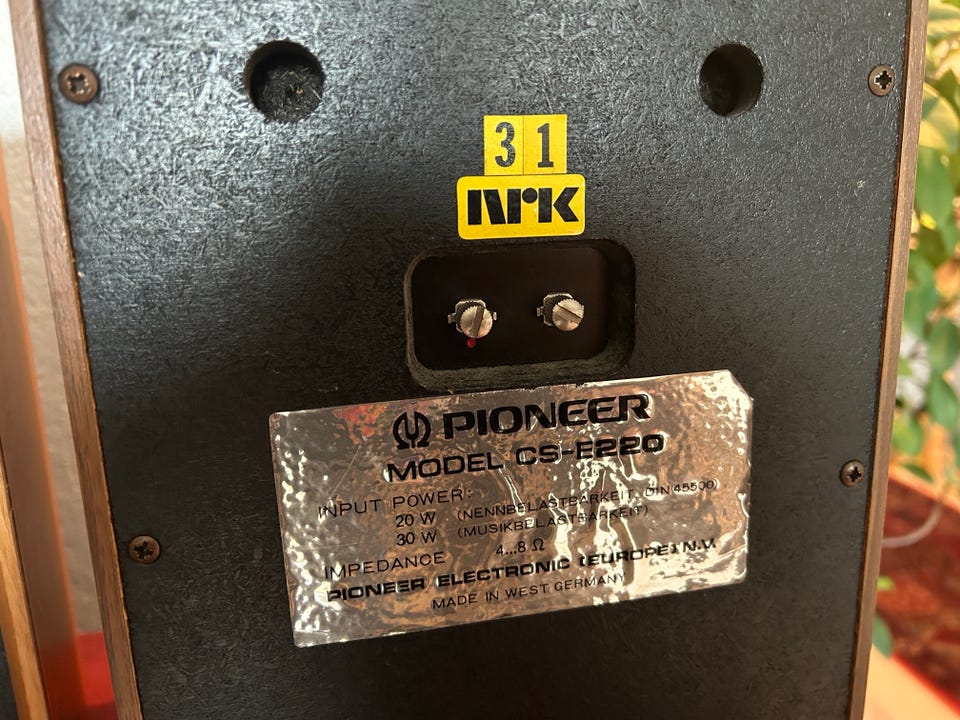 31
NRK
PIONEER
MODEL CS-E220
INPUT POWER:
20 W (NENNBELASTBARKEIT, DIN 45500)
30 W (MUSIKBELASTBARKEIT)
IMPEDANCE 4...8 Ω
PIONEER ELECTRONIC (EUROPE) N.V.
MADE IN WEST GERMANY